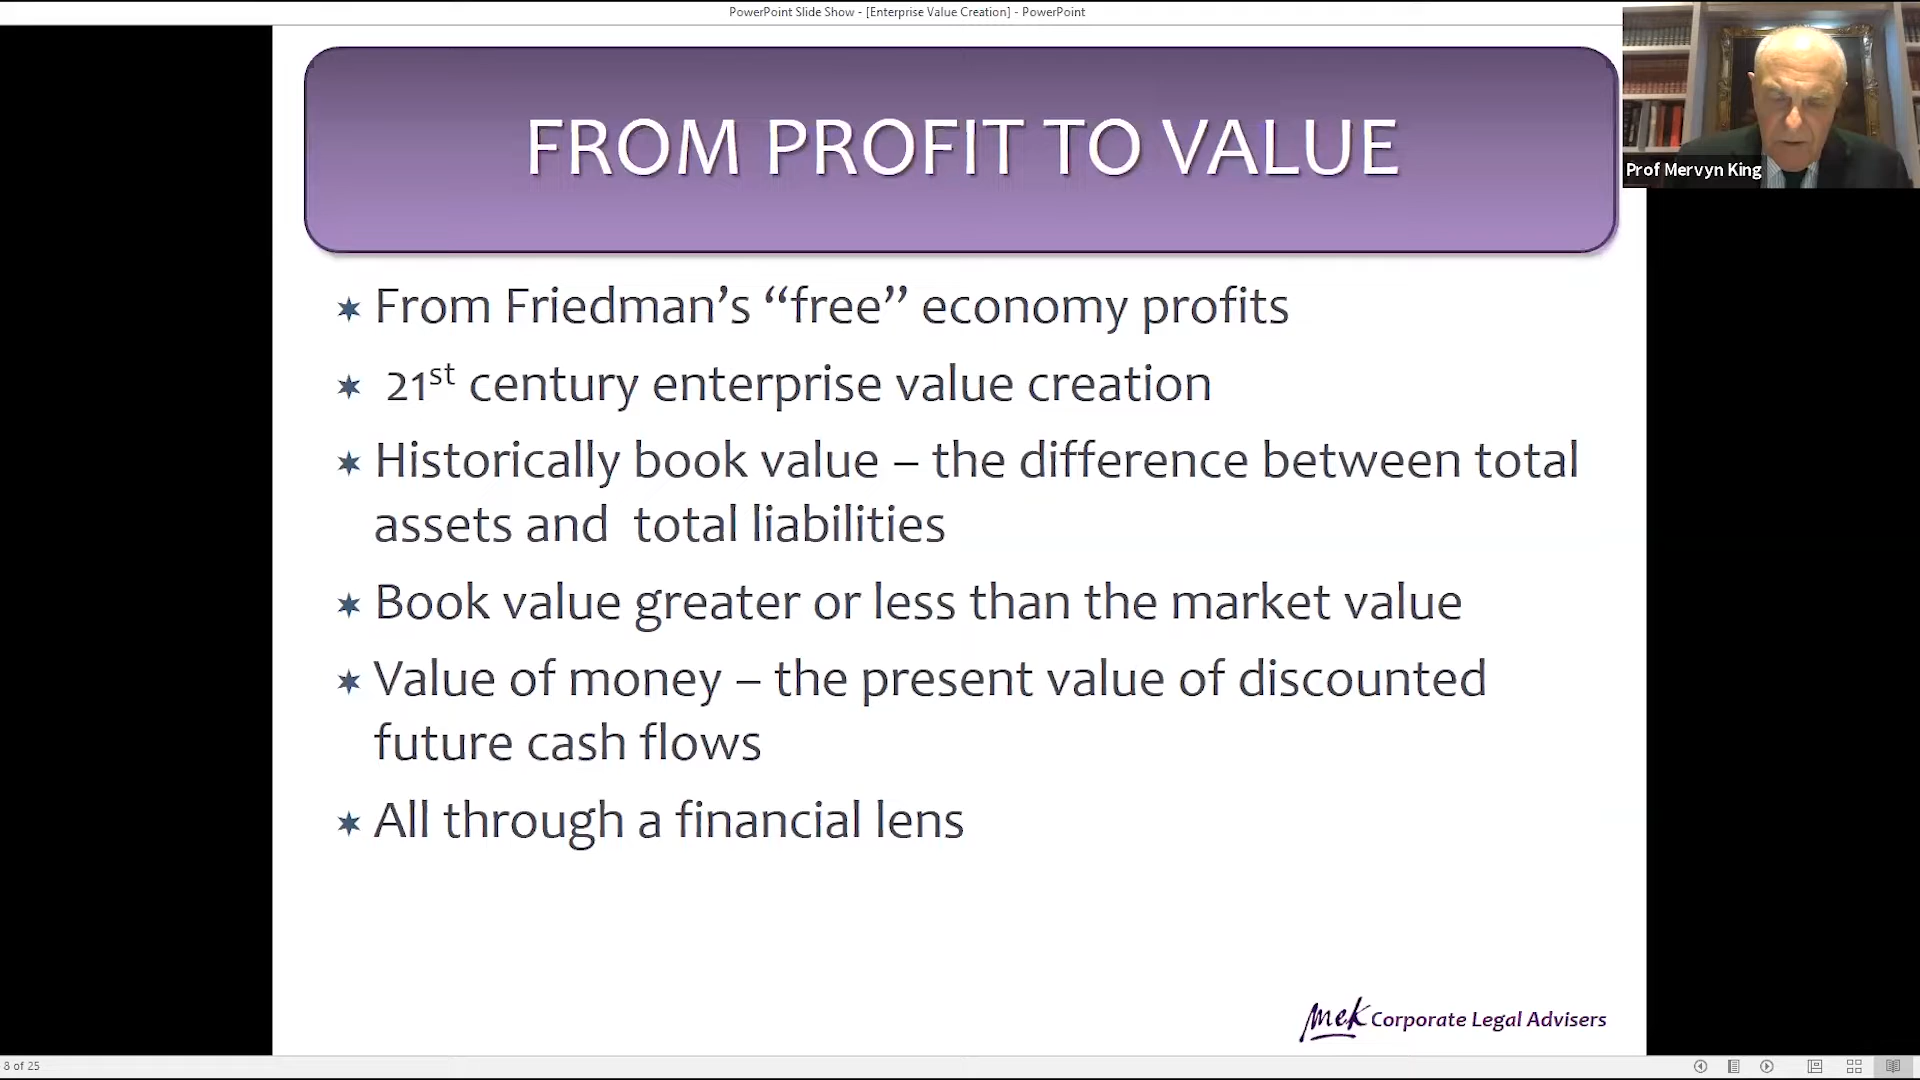 PowerPoint Slide Show - [Enterprise Value Creation] - PowerPoint
FROM PROFIT TO VALUE
Prof Mervyn King
From Friedman’s “free” economy profits
21st century enterprise value creation
Historically book value – the difference between total
assets and total liabilities
Book value greater or less than the market value
Value of money – the present value of discounted
future cash flows
All through a financial lens
mek Corporate Legal Advisers
8 of 25